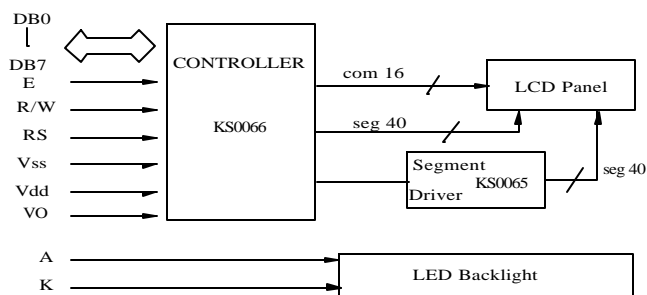 DB0
DB7
E
R/W
RS
Vss
Vdd
VO
A
K
CONTROLLER
KS0066
com 16
seg 40
LCD Panel
Segment
Driver
KS0065
seg 40
LED Backlight